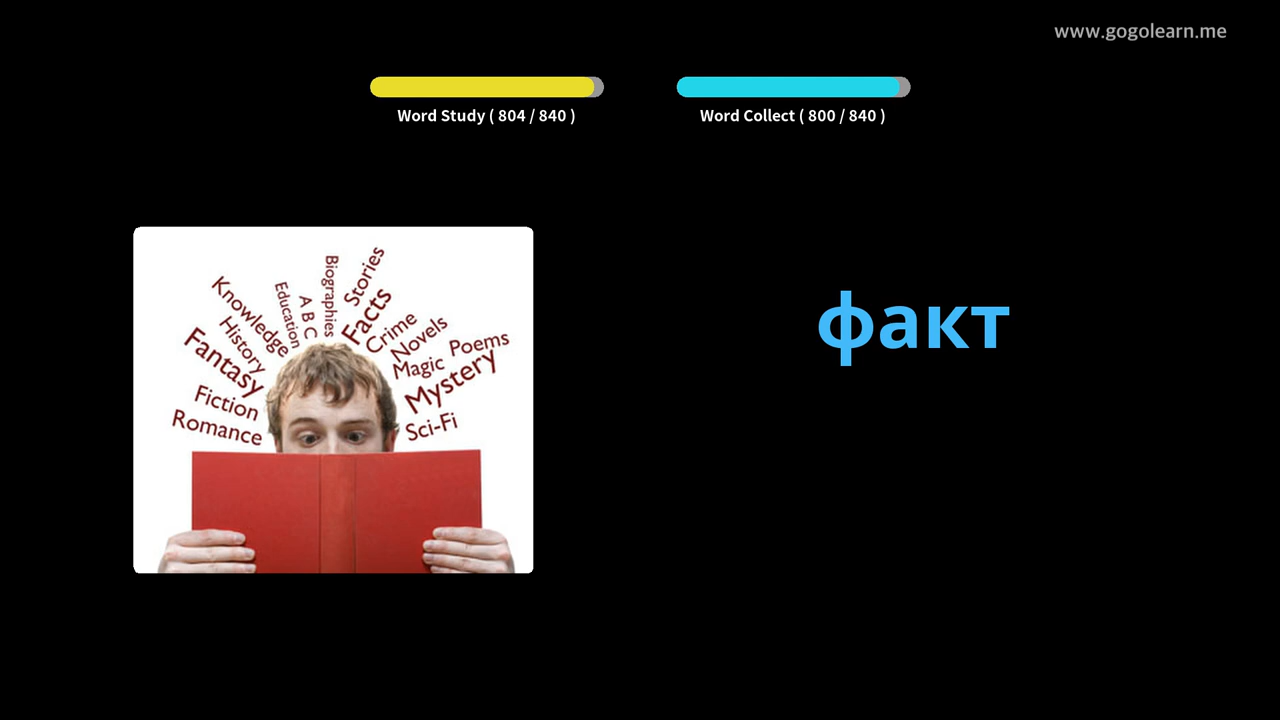 www.gogolearn.me
Word Study ( 804 / 840 )
Word Collect ( 800 / 840 )
Stories
Biographies
Facts
Education
A B C
Knowledge
Crime
Novels
History
Poems
Fantasy
Magic
Mystery
Fiction
Romance
Sci-Fi
факт